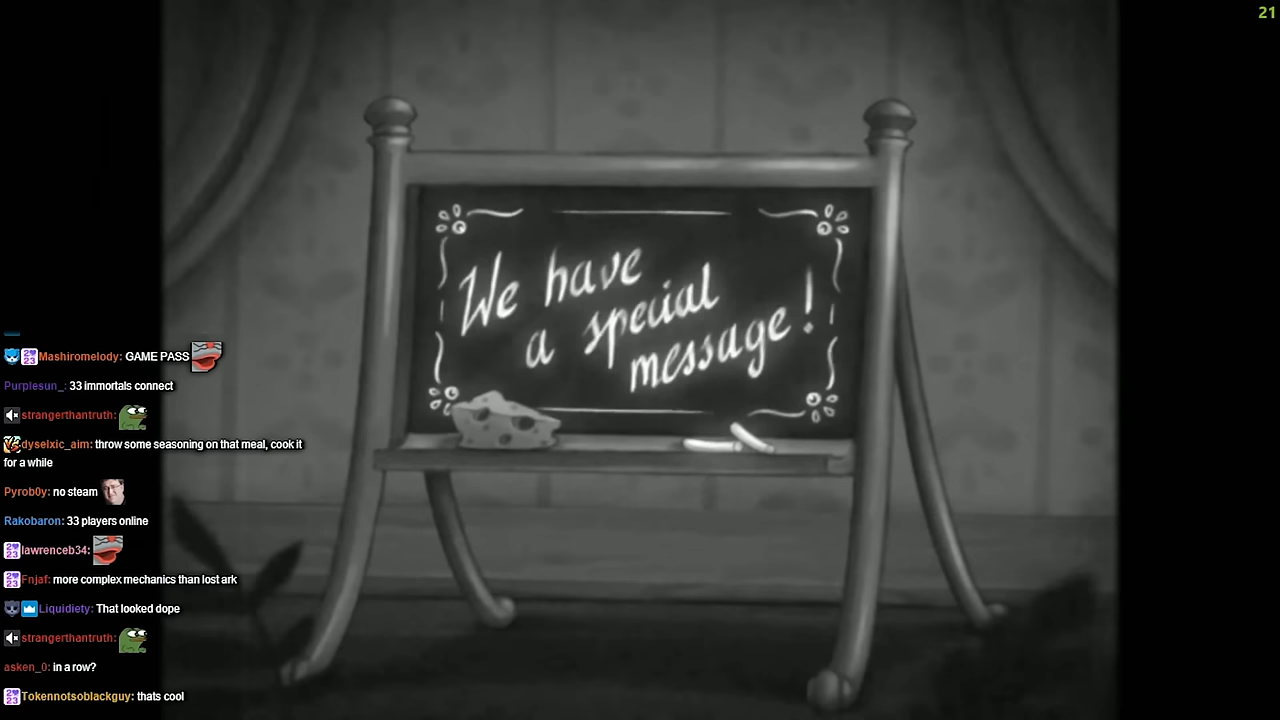 21
We have
a special
message!
Mashiromelody: GAME PASS
Purplesun_: 33 immortals connect
strangerthantruth:
dyselxic_aim: throw some seasoning on that meal, cook it
for a while
Pyrob0y: no steam
Rakobaron: 33 players online
lawrenceb34:
Fnjaf: more complex mechanics than lost ark
Liquidiety: That looked dope
strangerthantruth:
asken_0: in a row?
Tokennotsoblackguy: thats cool